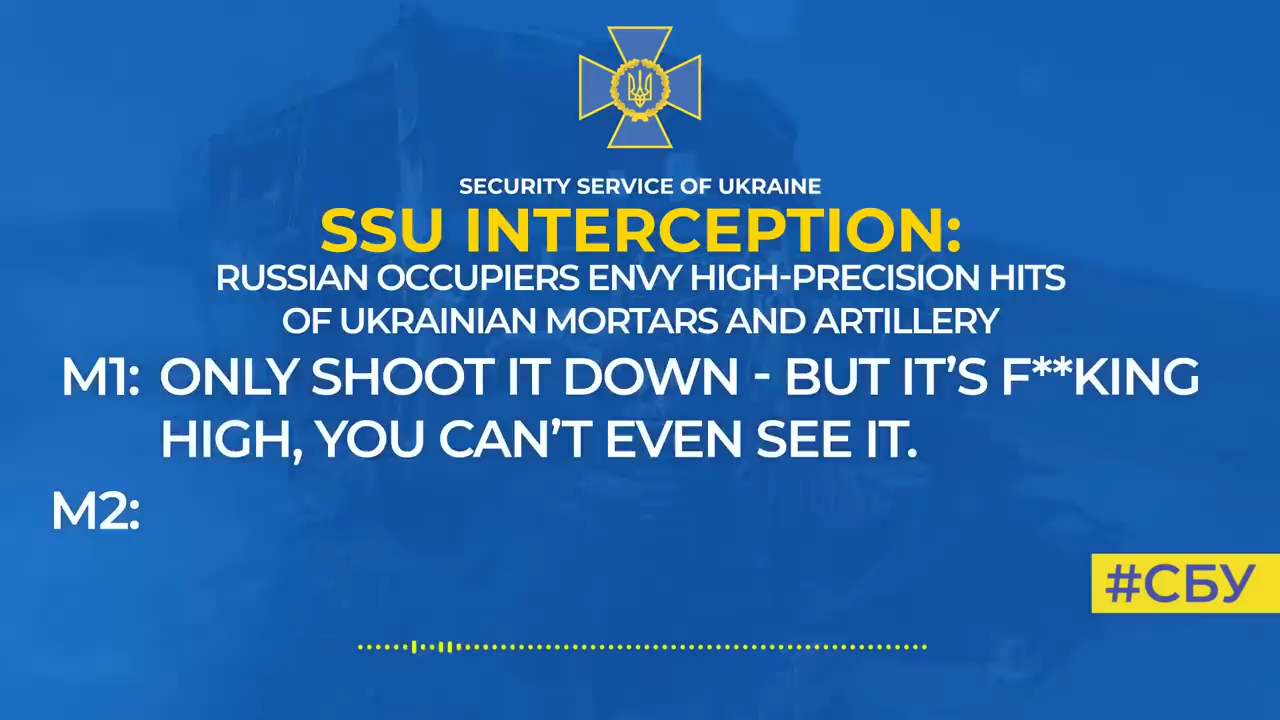 SECURITY SERVICE OF UKRAINE
SSU INTERCEPTION:
RUSSIAN OCCUPIERS ENVY HIGH-PRECISION HITS
OF UKRAINIAN MORTARS AND ARTILLERY
M1: ONLY SHOOT IT DOWN - BUT IT'S F**KING
HIGH, YOU CAN'T EVEN SEE IT.
M2:
#СБУ